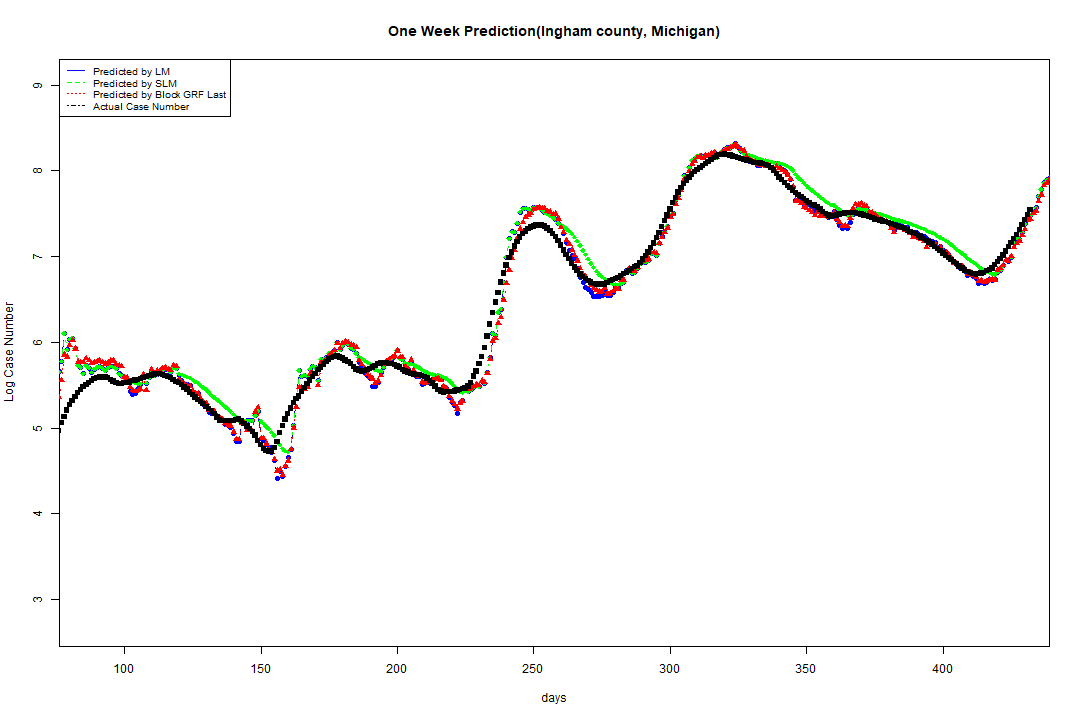 One Week Prediction(Ingham county, Michigan)
Predicted by LM
Predicted by SLM
Predicted by Block GRF Last
Actual Case Number
9
8
7
6
5
4
3
Log Case Number
100 150 200 250 300 350 400
days